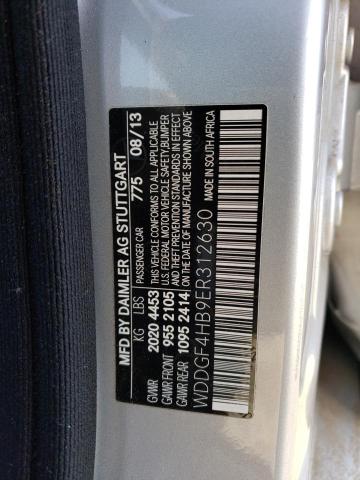 MFD BY DAIMLER AG STUTTGART
PASSENGER CAR 775 08/13
KG LBS
GVWR 2020 4453
GAWR FRONT 955 2105
GAWR REAR 1095 2414
THIS VEHICLE CONFORMS TO ALL APPLICABLE
U.S. FEDERAL MOTOR VEHICLE SAFETY, BUMPER
AND THEFT PREVENTION STANDARDS IN EFFECT
ON THE DATE OF MANUFACTURE SHOWN ABOVE
WDDGF4HB9ER312630
MADE IN SOUTH AFRICA